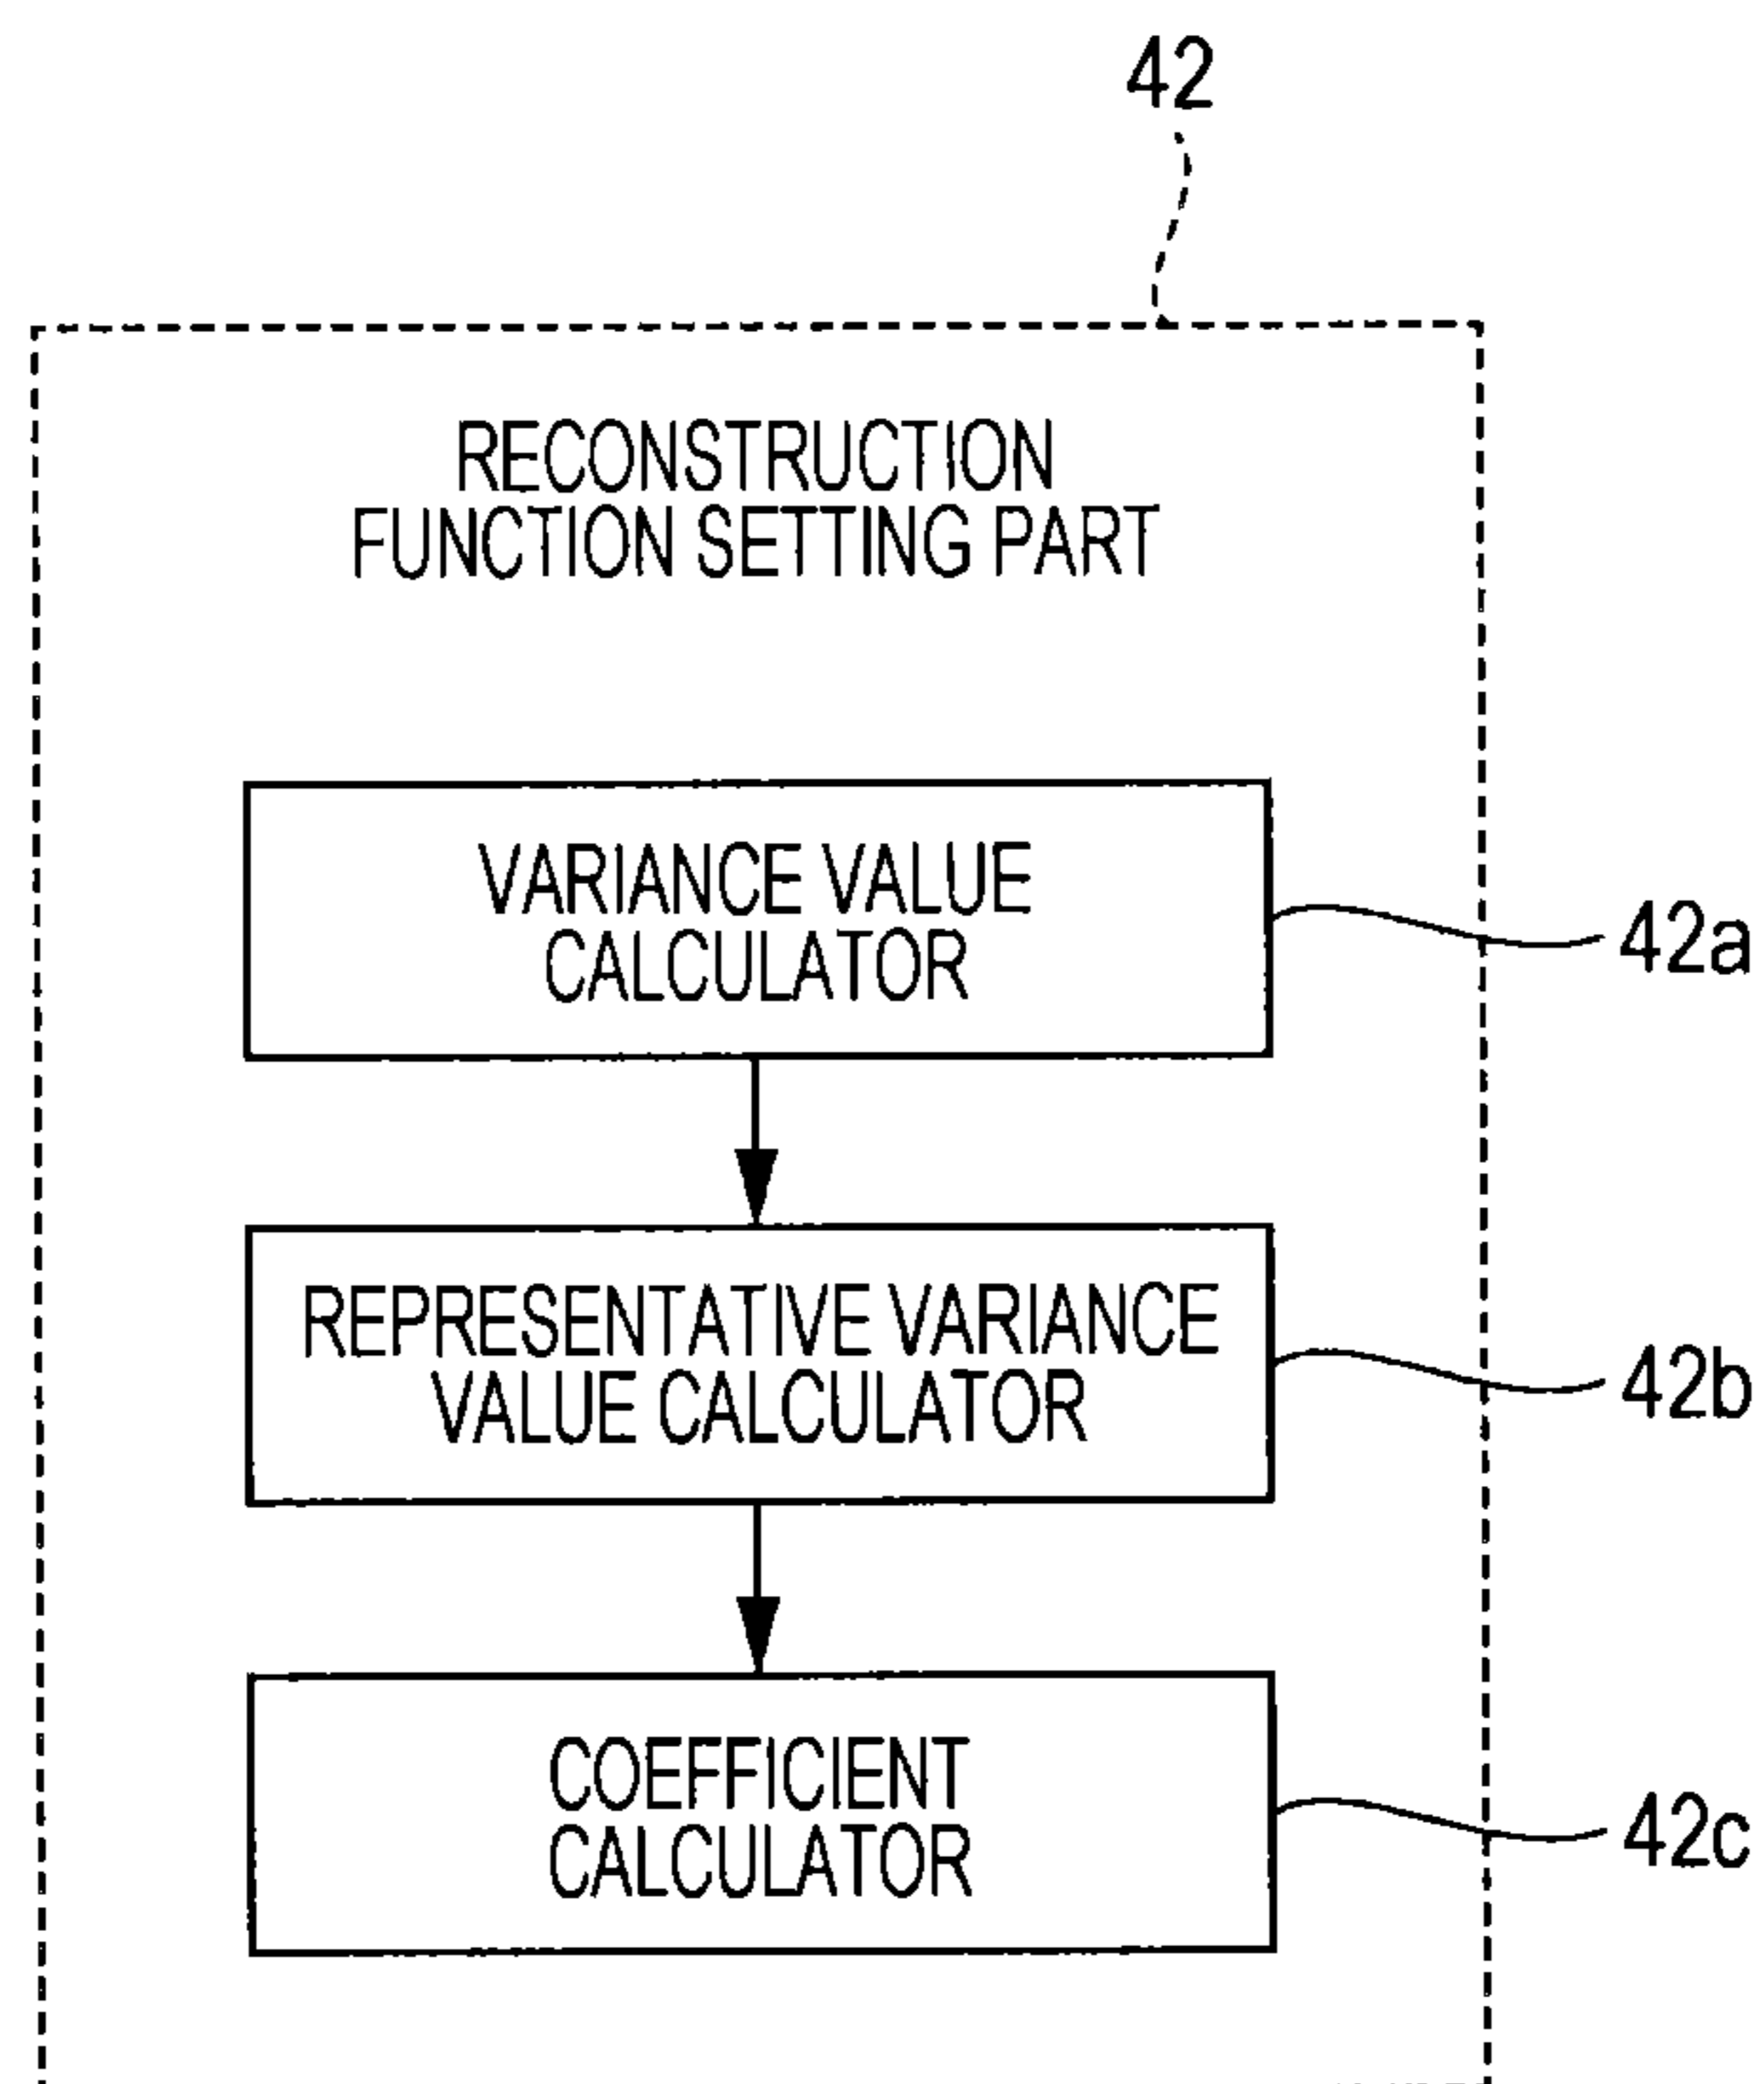 42
RECONSTRUCTION
FUNCTION SETTING PART
VARIANCE VALUE
CALCULATOR
42a
REPRESENTATIVE VARIANCE
VALUE CALCULATOR
42b
COEFFICIENT
CALCULATOR
42c